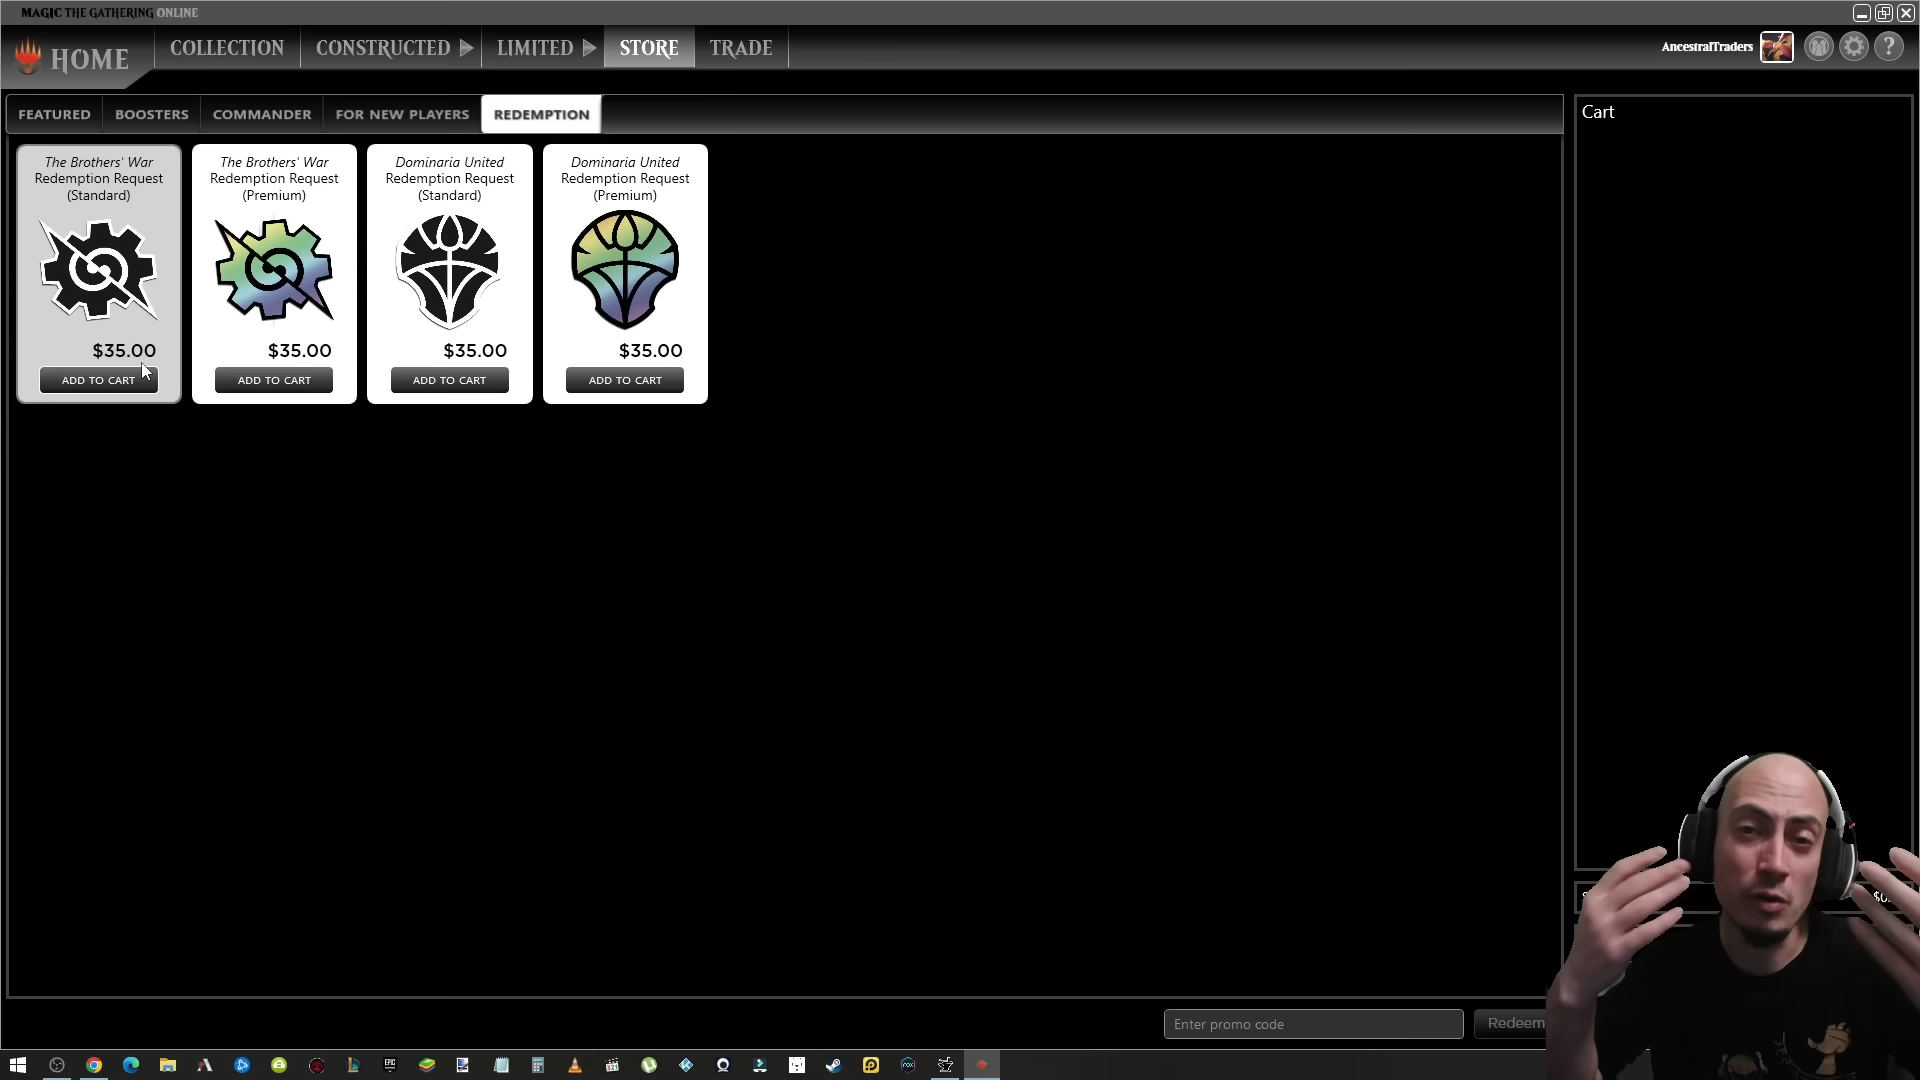 MAGIC THE GATHERING ONLINE
HOME
COLLECTION
CONSTRUCTED
LIMITED
STORE
TRADE
AncestralTraders
?
FEATURED
BOOSTERS
COMMANDER
FOR NEW PLAYERS
REDEMPTION
Cart
The Brothers' War
Redemption Request
(Standard)
$35.00
ADD TO CART
The Brothers' War
Redemption Request
(Premium)
$35.00
ADD TO CART
Dominaria United
Redemption Request
(Standard)
$35.00
ADD TO CART
Dominaria United
Redemption Request
(Premium)
$35.00
ADD TO CART
Enter promo code
Redeem
EPIC